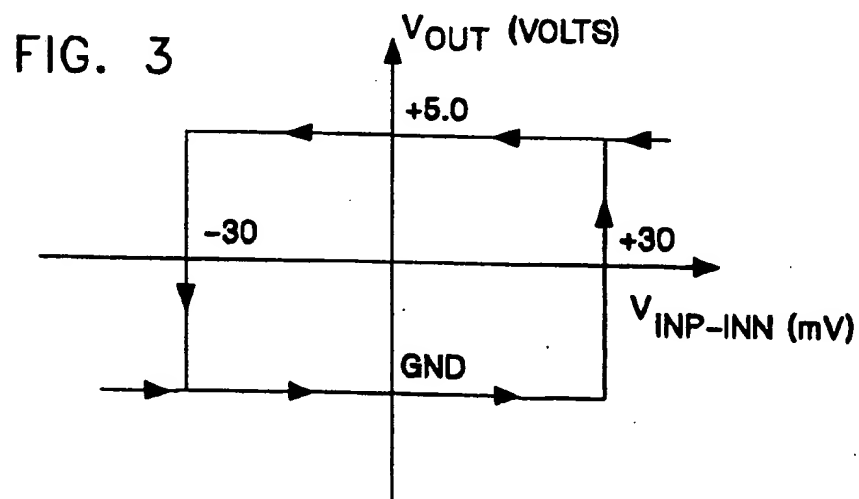 FIG. 3
VOUT (VOLTS)
+5.0
-30
+30
VINP-INN (mV)
GND